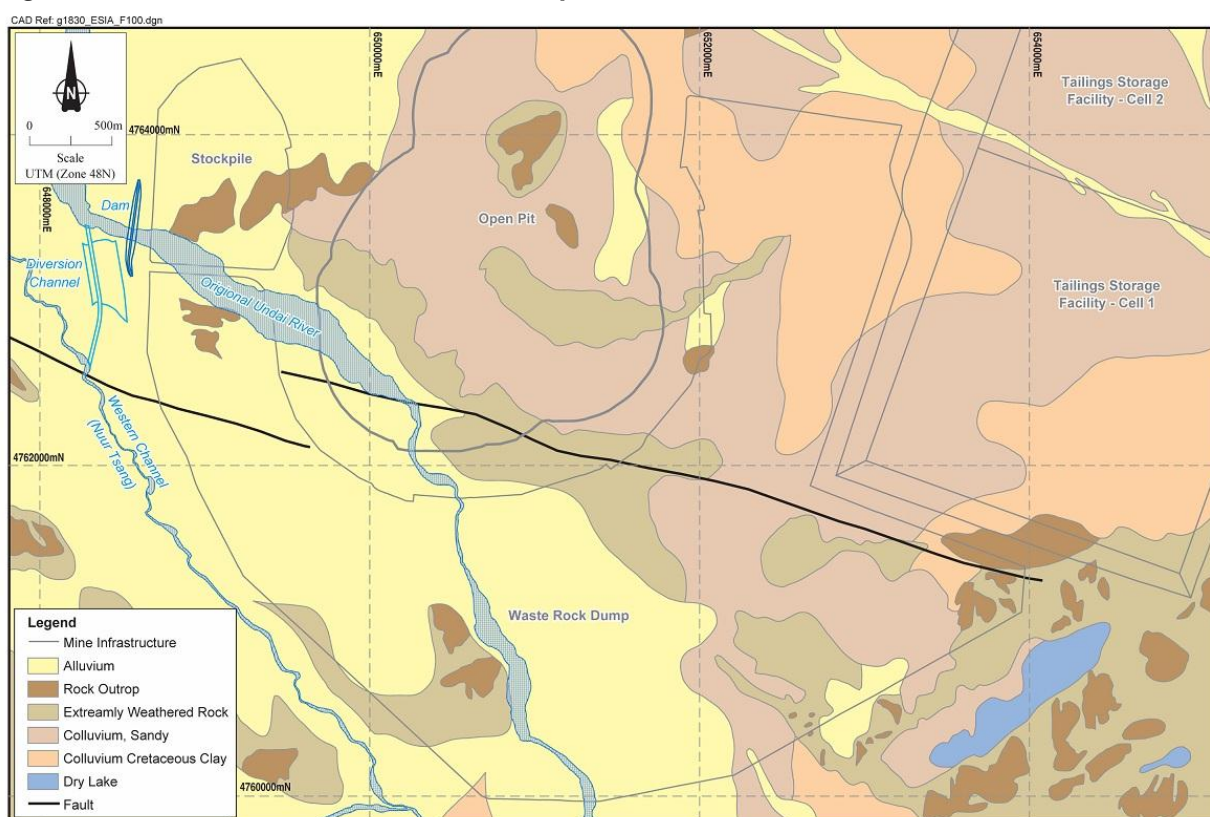 CAD Ref: g1830_ESIA_F100.dgn
N
0 500m
Scale
UTM (Zone 48N)
648000mE
650000mE
652000mE
654000mE
4764000mN
4762000mN
4760000mN
Stockpile
Dam
Diversion
Channel
Origional Undai River
Western Channel
(Nuur Tsang)
Open Pit
Tailings Storage
Facility - Cell 2
Tailings Storage
Facility - Cell 1
Waste Rock Dump
Legend
Mine Infrastructure
Alluvium
Rock Outrop
Extreamly Weathered Rock
Colluvium, Sandy
Colluvium Cretaceous Clay
Dry Lake
Fault